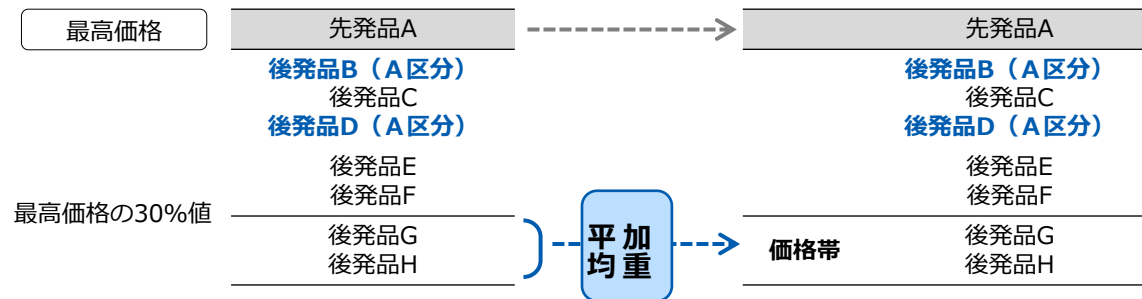 最高価格
先発品A
後発品B（A区分）
後発品C
後発品D（A区分）
後発品E
後発品F
最高価格の30%値
後発品G
後発品H
加重
平均
価格帯
先発品A
後発品B（A区分）
後発品C
後発品D（A区分）
後発品E
後発品F
後発品G
後発品H